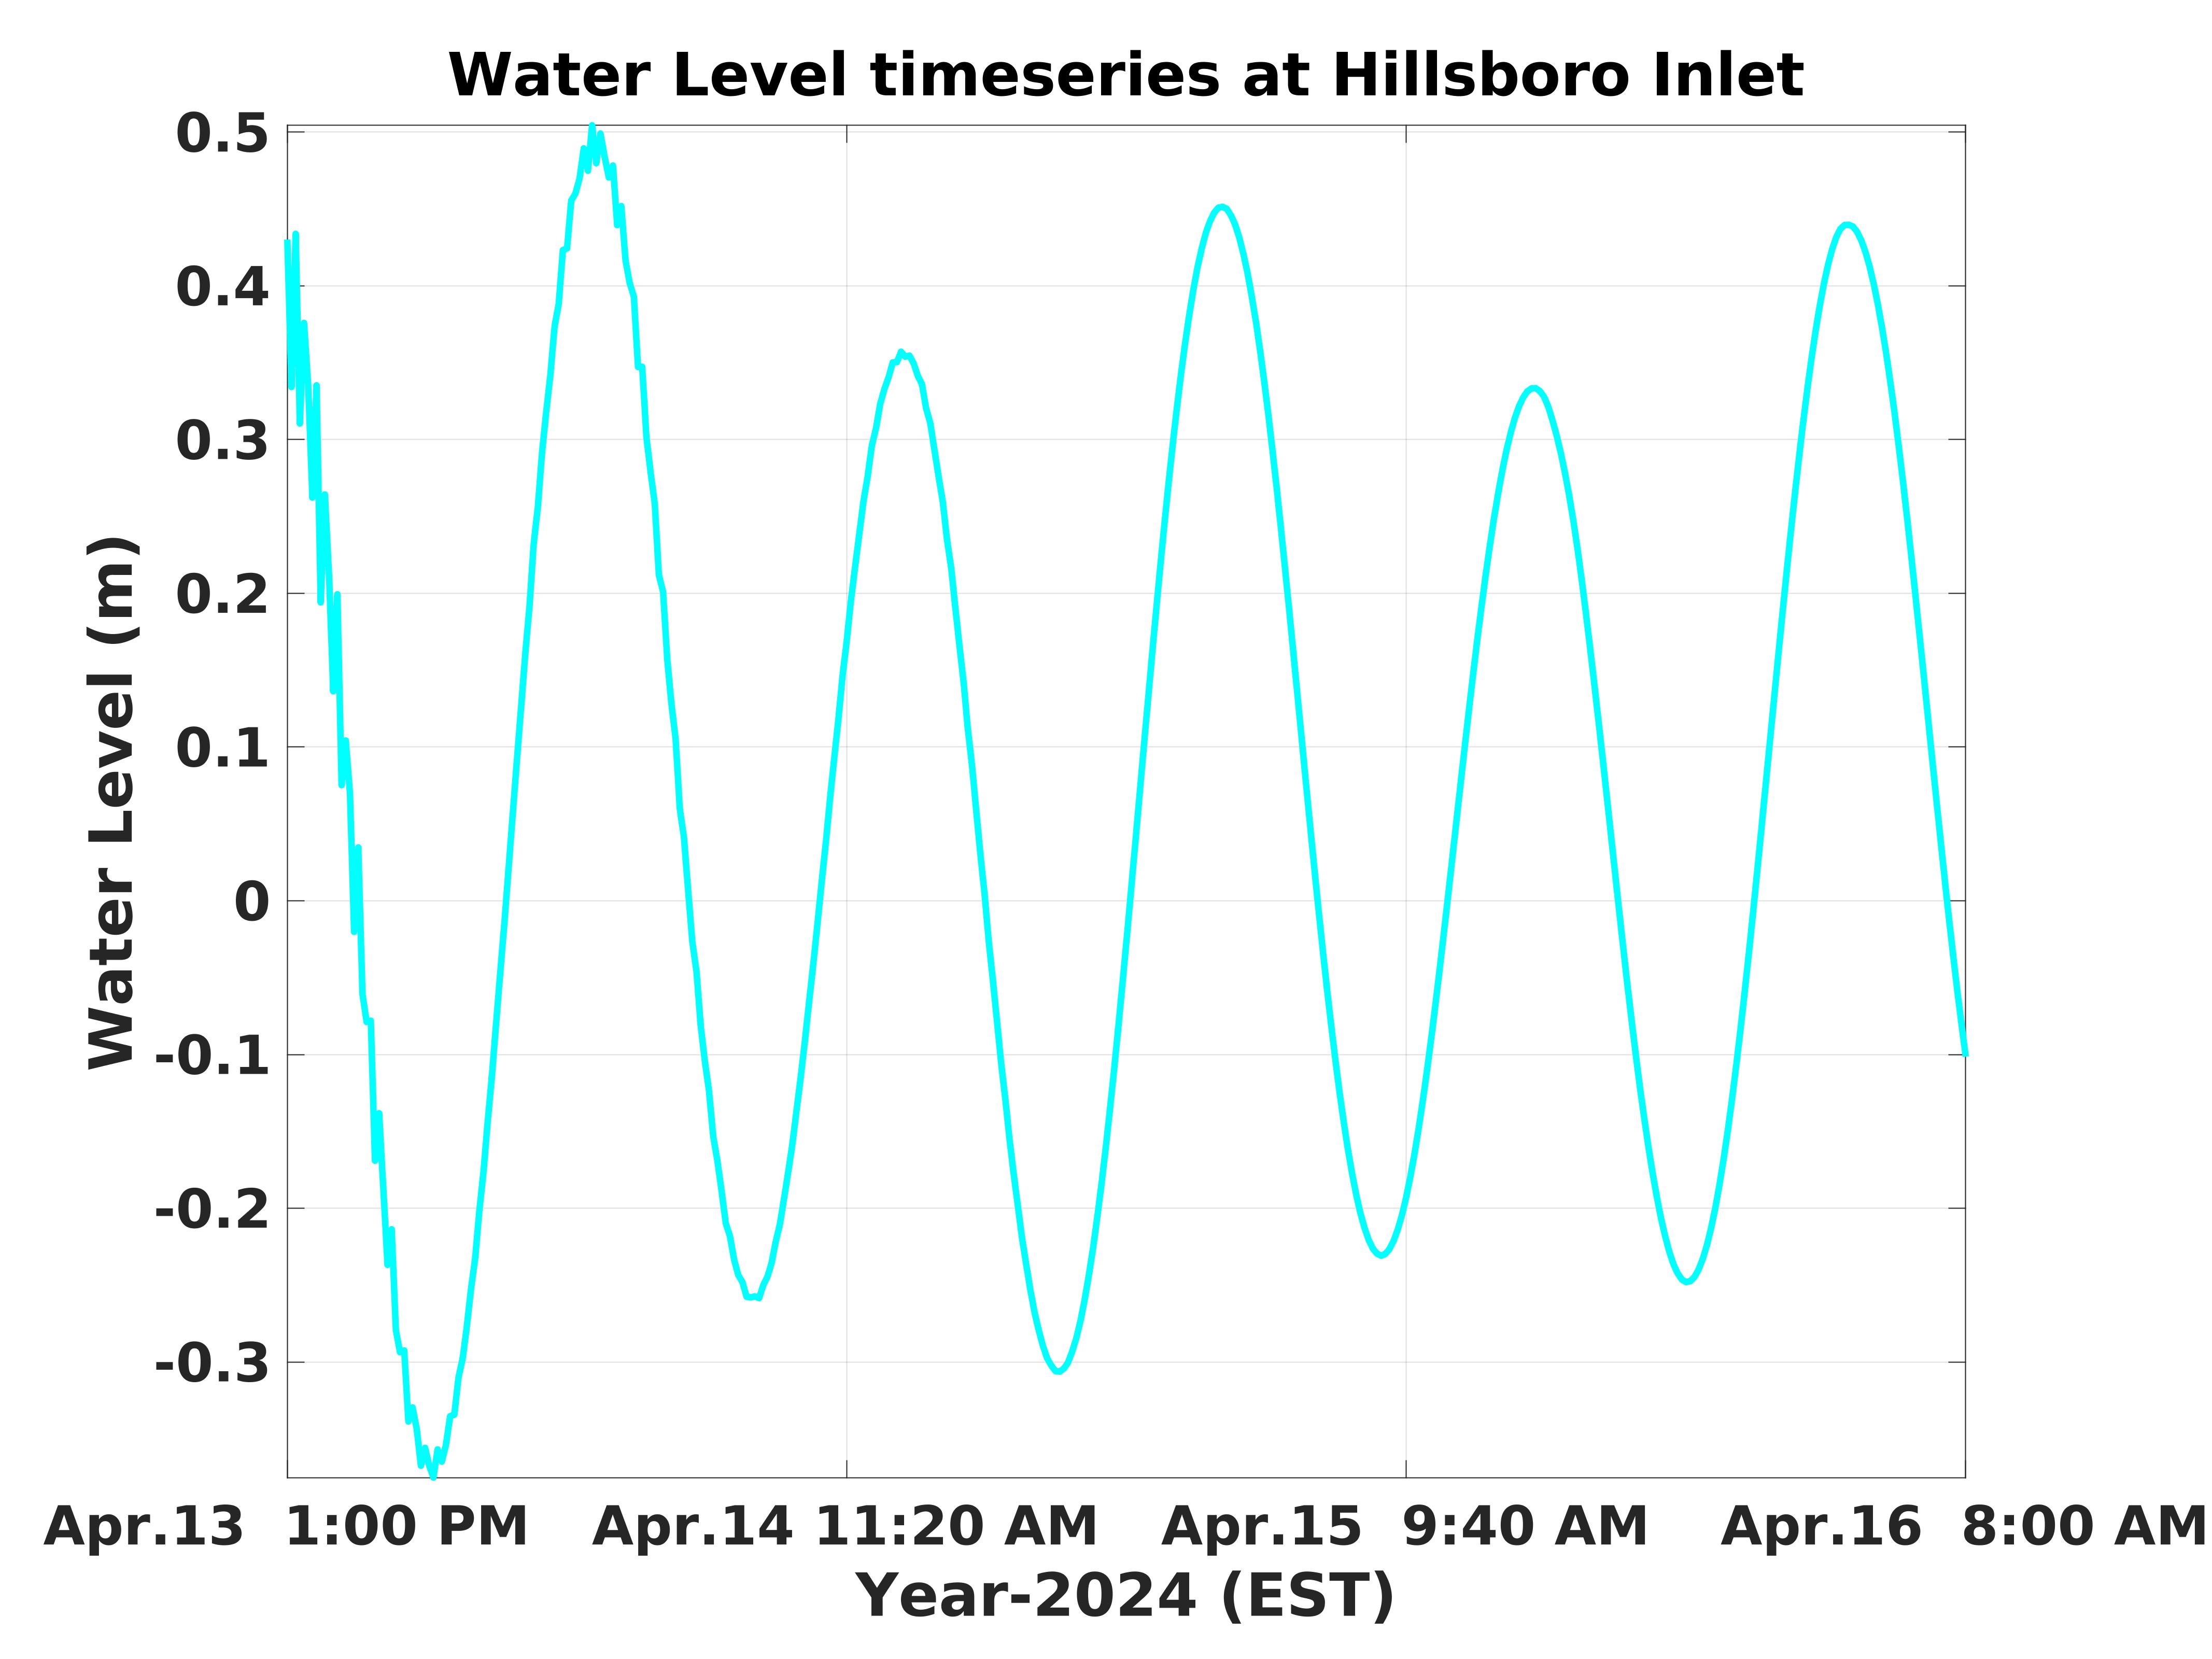 Water Level timeseries at Hillsboro Inlet
0.5
0.4
0.3
0.2
0.1
0
-0.1
-0.2
-0.3
Water Level (m)
Apr.13 1:00 PM Apr.14 11:20 AM Apr.15 9:40 AM Apr.16 8:00 AM
Year-2024 (EST)